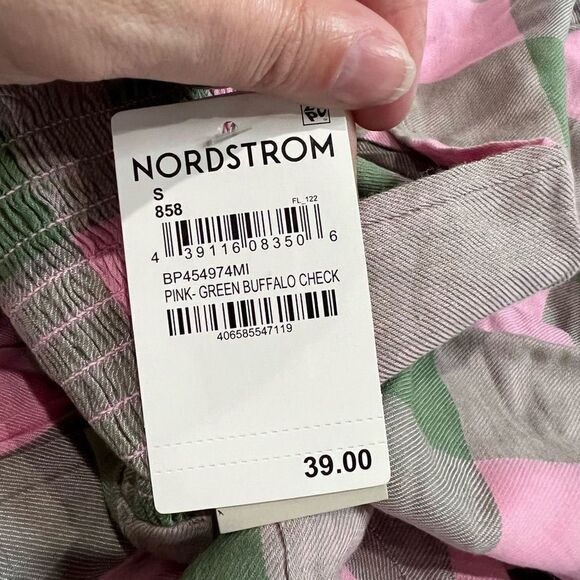 NORDSTROM
S
858
FL_122
4 39116 08350 6
BP454974MI
PINK- GREEN BUFFALO CHECK
406585547119
39.00